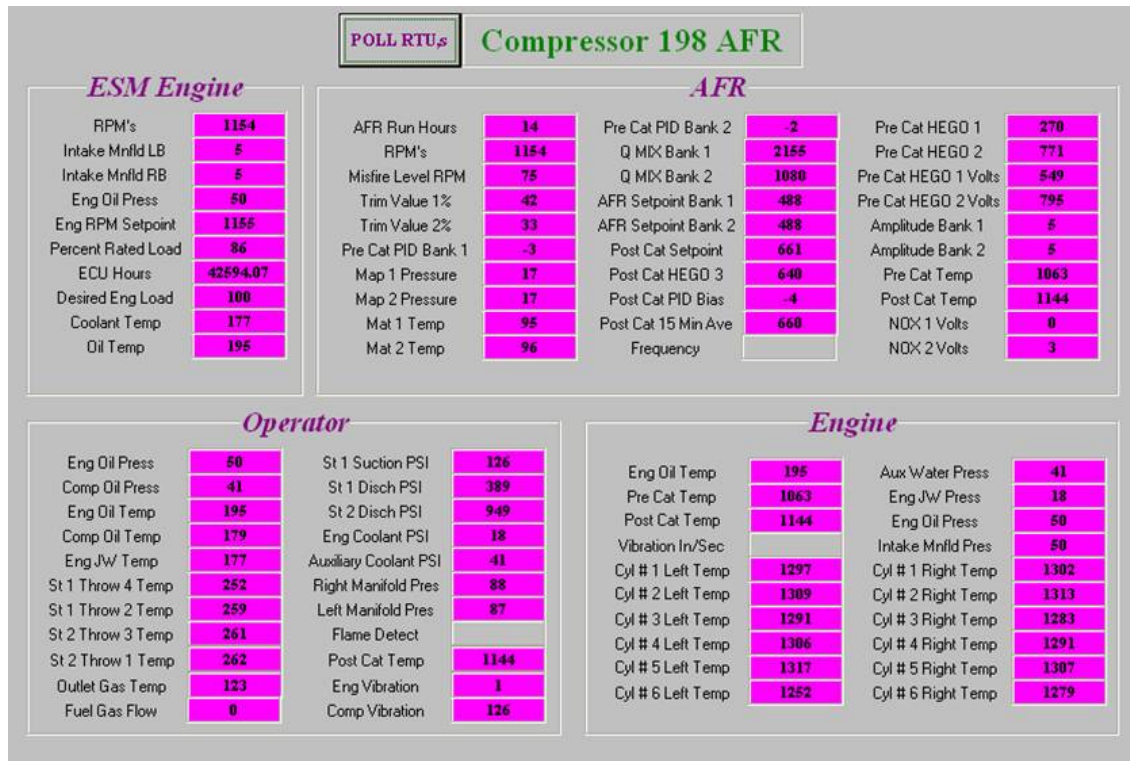 POLL RTU,s
Compressor 198 AFR
ESM Engine
RPM's 1154
Intake Mnfld LB 5
Intake Mnfld RB 5
Eng Oil Press 50
Eng RPM Setpoint 1155
Percent Rated Load 86
ECU Hours 42594.07
Desired Eng Load 100
Coolant Temp 177
Oil Temp 195
AFR
AFR Run Hours 14
RPM's 1154
Misfire Level RPM 75
Trim Value 1% 42
Trim Value 2% 33
Pre Cat PID Bank 1 -3
Map 1 Pressure 17
Map 2 Pressure 17
Mat 1 Temp 95
Mat 2 Temp 96
Pre Cat PID Bank 2 -2
Q MIX Bank 1 2155
Q MIX Bank 2 1080
AFR Setpoint Bank 1 488
AFR Setpoint Bank 2 488
Post Cat Setpoint 661
Post Cat HEGO 3 640
Post Cat PID Bias -4
Post Cat 15 Min Ave 660
Frequency
Pre Cat HEGO 1 270
Pre Cat HEGO 2 771
Pre Cat HEGO 1 Volts 549
Pre Cat HEGO 2 Volts 795
Amplitude Bank 1 5
Amplitude Bank 2 5
Pre Cat Temp 1063
Post Cat Temp 1144
NOX 1 Volts 0
NOX 2 Volts 3
Operator
Eng Oil Press 50
Comp Oil Press 41
Eng Oil Temp 195
Comp Oil Temp 179
Eng JW Temp 177
St 1 Throw 4 Temp 252
St 1 Throw 2 Temp 259
St 2 Throw 3 Temp 261
St 2 Throw 1 Temp 262
Outlet Gas Temp 123
Fuel Gas Flow 0
St 1 Suction PSI 126
St 1 Disch PSI 389
St 2 Disch PSI 949
Eng Coolant PSI 18
Auxiliary Coolant PSI 41
Right Manifold Pres 88
Left Manifold Pres 87
Flame Detect
Post Cat Temp 1144
Eng Vibration 1
Comp Vibration 126
Engine
Eng Oil Temp 195
Pre Cat Temp 1063
Post Cat Temp 1144
Vibration In/Sec
Cyl # 1 Left Temp 1297
Cyl # 2 Left Temp 1309
Cyl # 3 Left Temp 1291
Cyl # 4 Left Temp 1306
Cyl # 5 Left Temp 1317
Cyl # 6 Left Temp 1252
Aux Water Press 41
Eng JW Press 18
Eng Oil Press 50
Intake Mnfld Pres 50
Cyl # 1 Right Temp 1302
Cyl # 2 Right Temp 1313
Cyl # 3 Right Temp 1283
Cyl # 4 Right Temp 1291
Cyl # 5 Right Temp 1307
Cyl # 6 Right Temp 1279